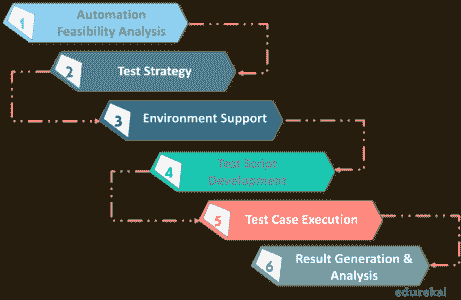 1
Automation
Feasibility Analysis
2
Test Strategy
3
Environment Support
4
Test Script
Development
5
Test Case Execution
6
Result Generation &
Analysis
edureka!